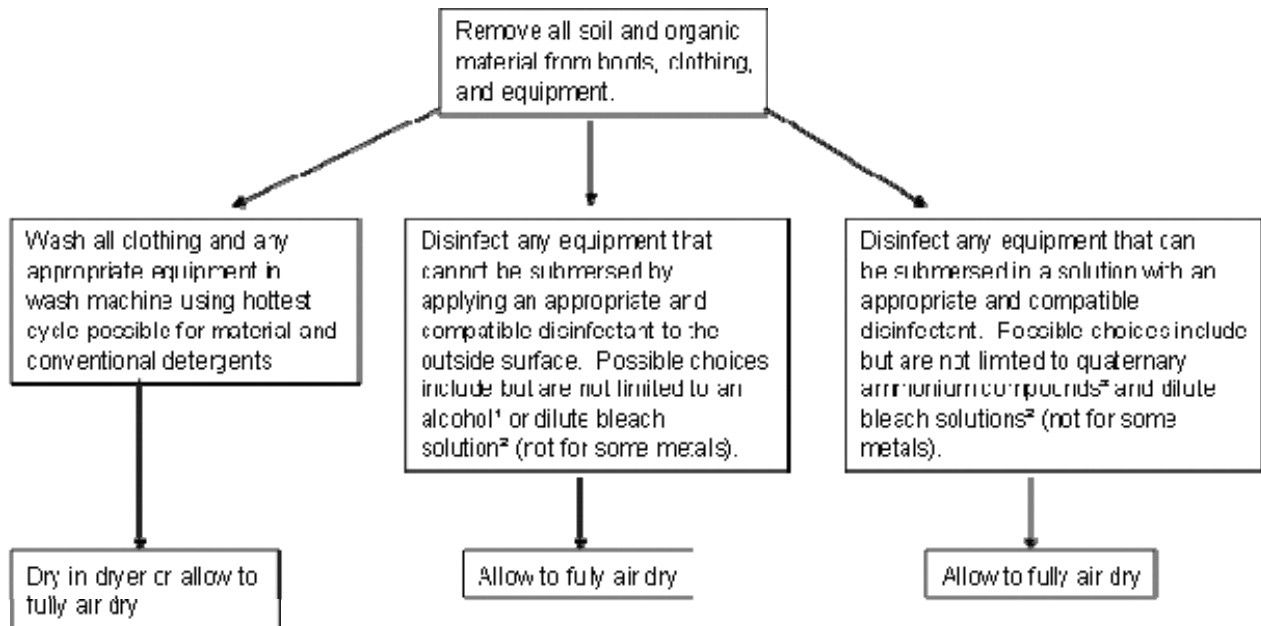 Remove all soil and organic
material from boots, clothing,
and equipment.
Wash all clothing and any
appropriate equipment in
wash machine using hottest
cycle possible for material and
conventional detergents
Disinfect any equipment that
cannot be submersed by
applying an appropriate and
compatible disinfectant to the
outside surface. Possible choices
include but are not limited to an
alcohol¹ or dilute bleach
solution² (not for some metals).
Disinfect any equipment that can
be submersed in a solution with an
appropriate and compatible
disinfectant. Possible choices include
but are not limted to quaternary
ammonium compounds² and dilute
bleach solutions² (not for some
metals).
Dry in dryer or allow to
fully air dry
Allow to fully air dry
Allow to fully air dry